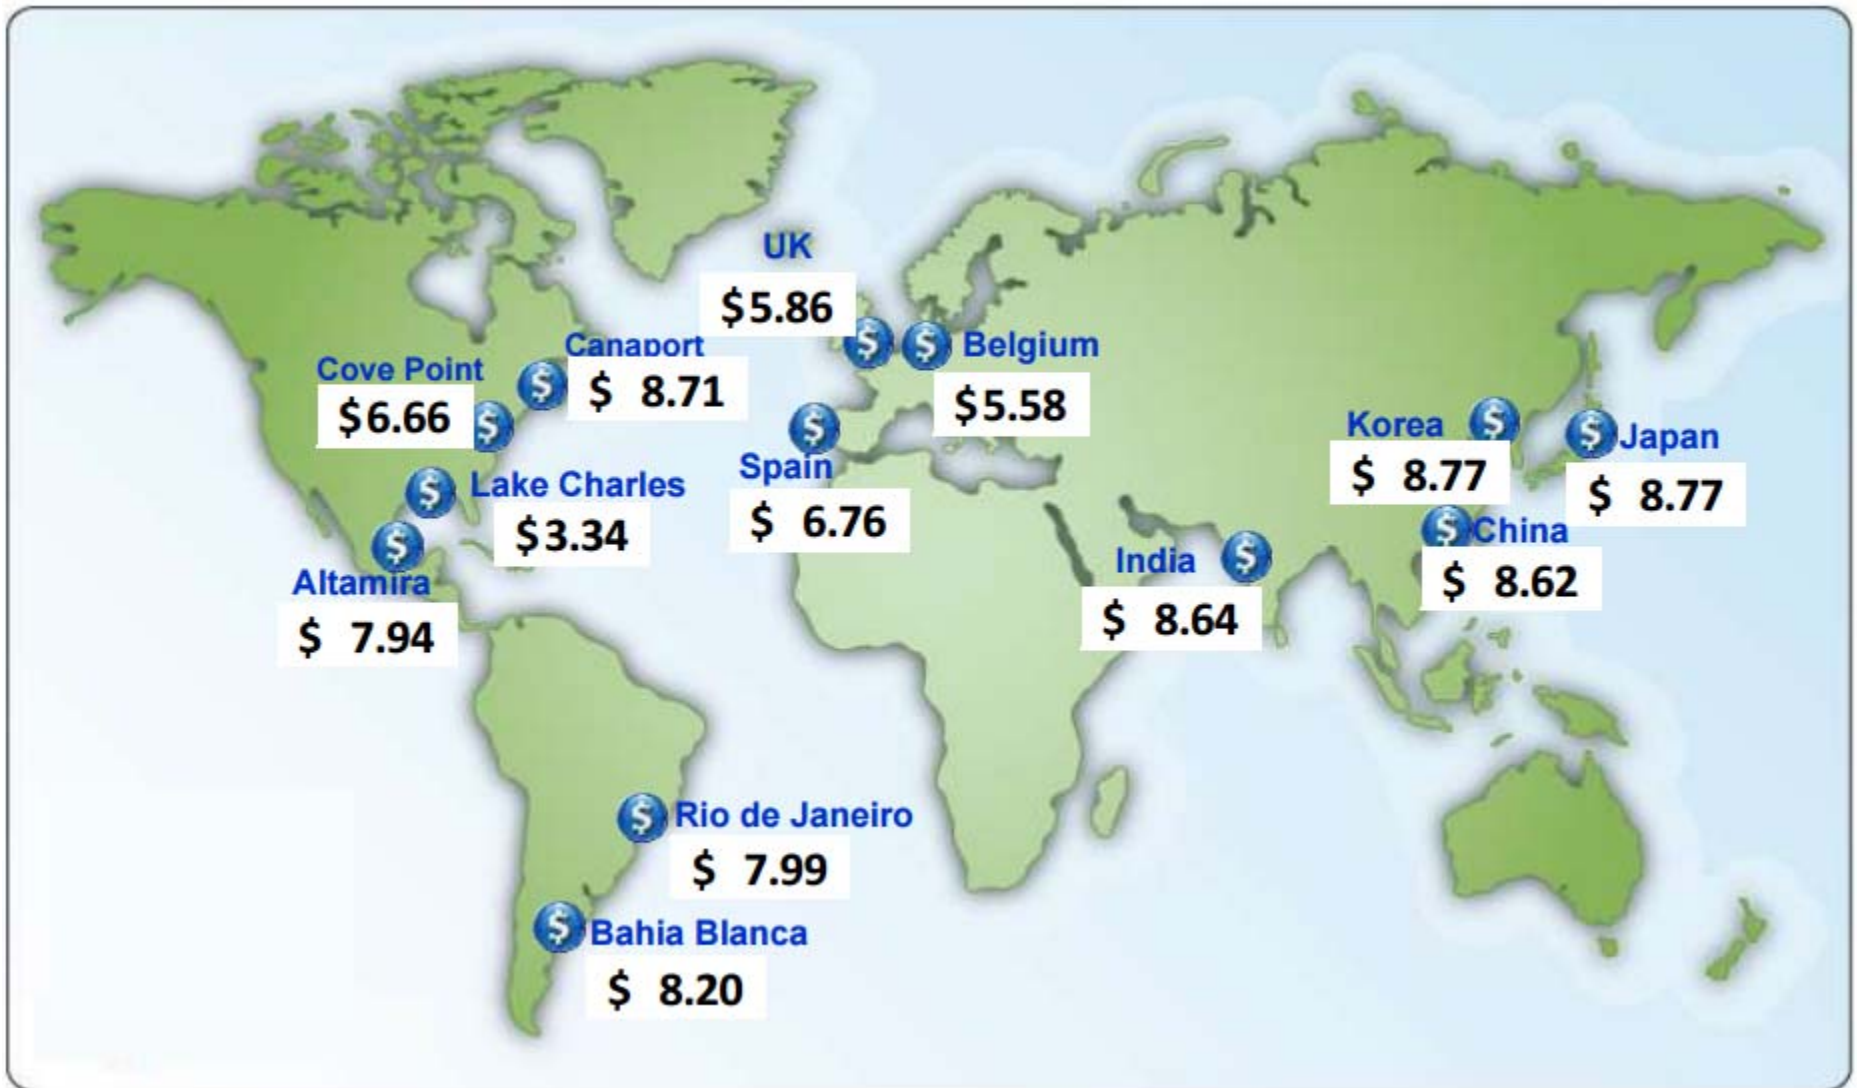 UK
$5.86
Canaport
$ 8.71
Cove Point
$6.66
Belgium
$5.58
Lake Charles
$3.34
Spain
$ 6.76
Altamira
$ 7.94
Korea
$ 8.77
Japan
$ 8.77
China
$ 8.62
India
$ 8.64
Rio de Janeiro
$ 7.99
Bahia Blanca
$ 8.20